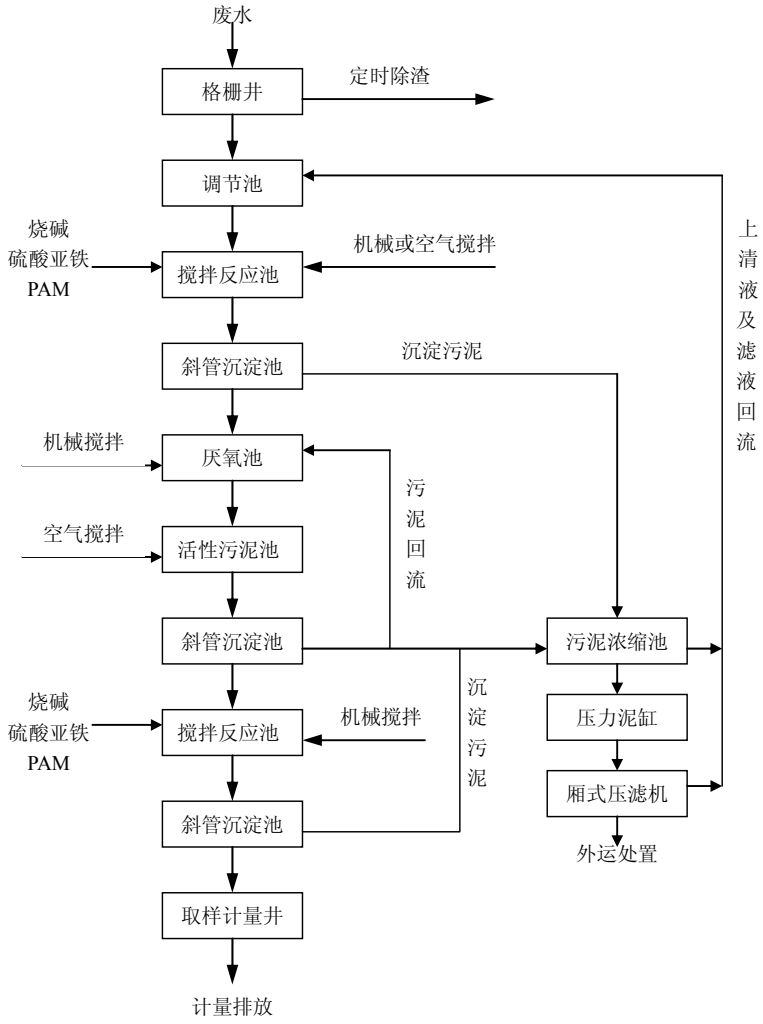 废水
格栅井
定时除渣
调节池
烧碱
硫酸亚铁
PAM
机械或空气搅拌
搅拌反应池
上清液及滤液回流
斜管沉淀池
沉淀污泥
机械搅拌
厌氧池
污泥回流
空气搅拌
活性污泥池
斜管沉淀池
污泥浓缩池
沉淀污泥
烧碱
硫酸亚铁
PAM
搅拌反应池
机械搅拌
压力泥缸
斜管沉淀池
厢式压滤机
外运处置
取样计量井
计量排放